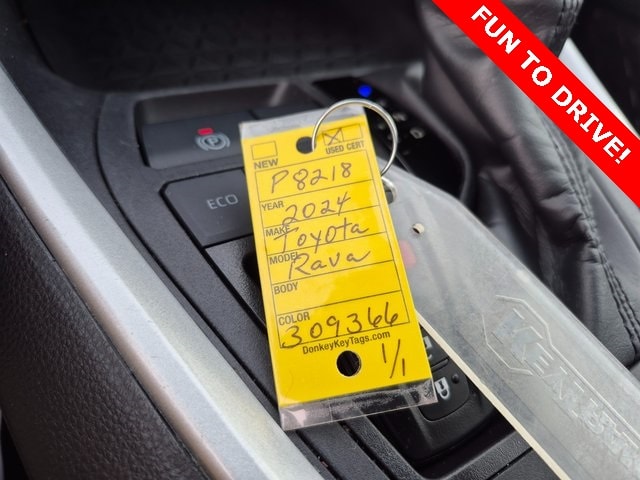 FUN TO DRIVE!
NEW
USED CERT
P8218
YEAR 2024
MAKE Toyota
MODEL Rava
BODY
COLOR 309366
DonkeyKeyTags.com
1/1
ECO
P